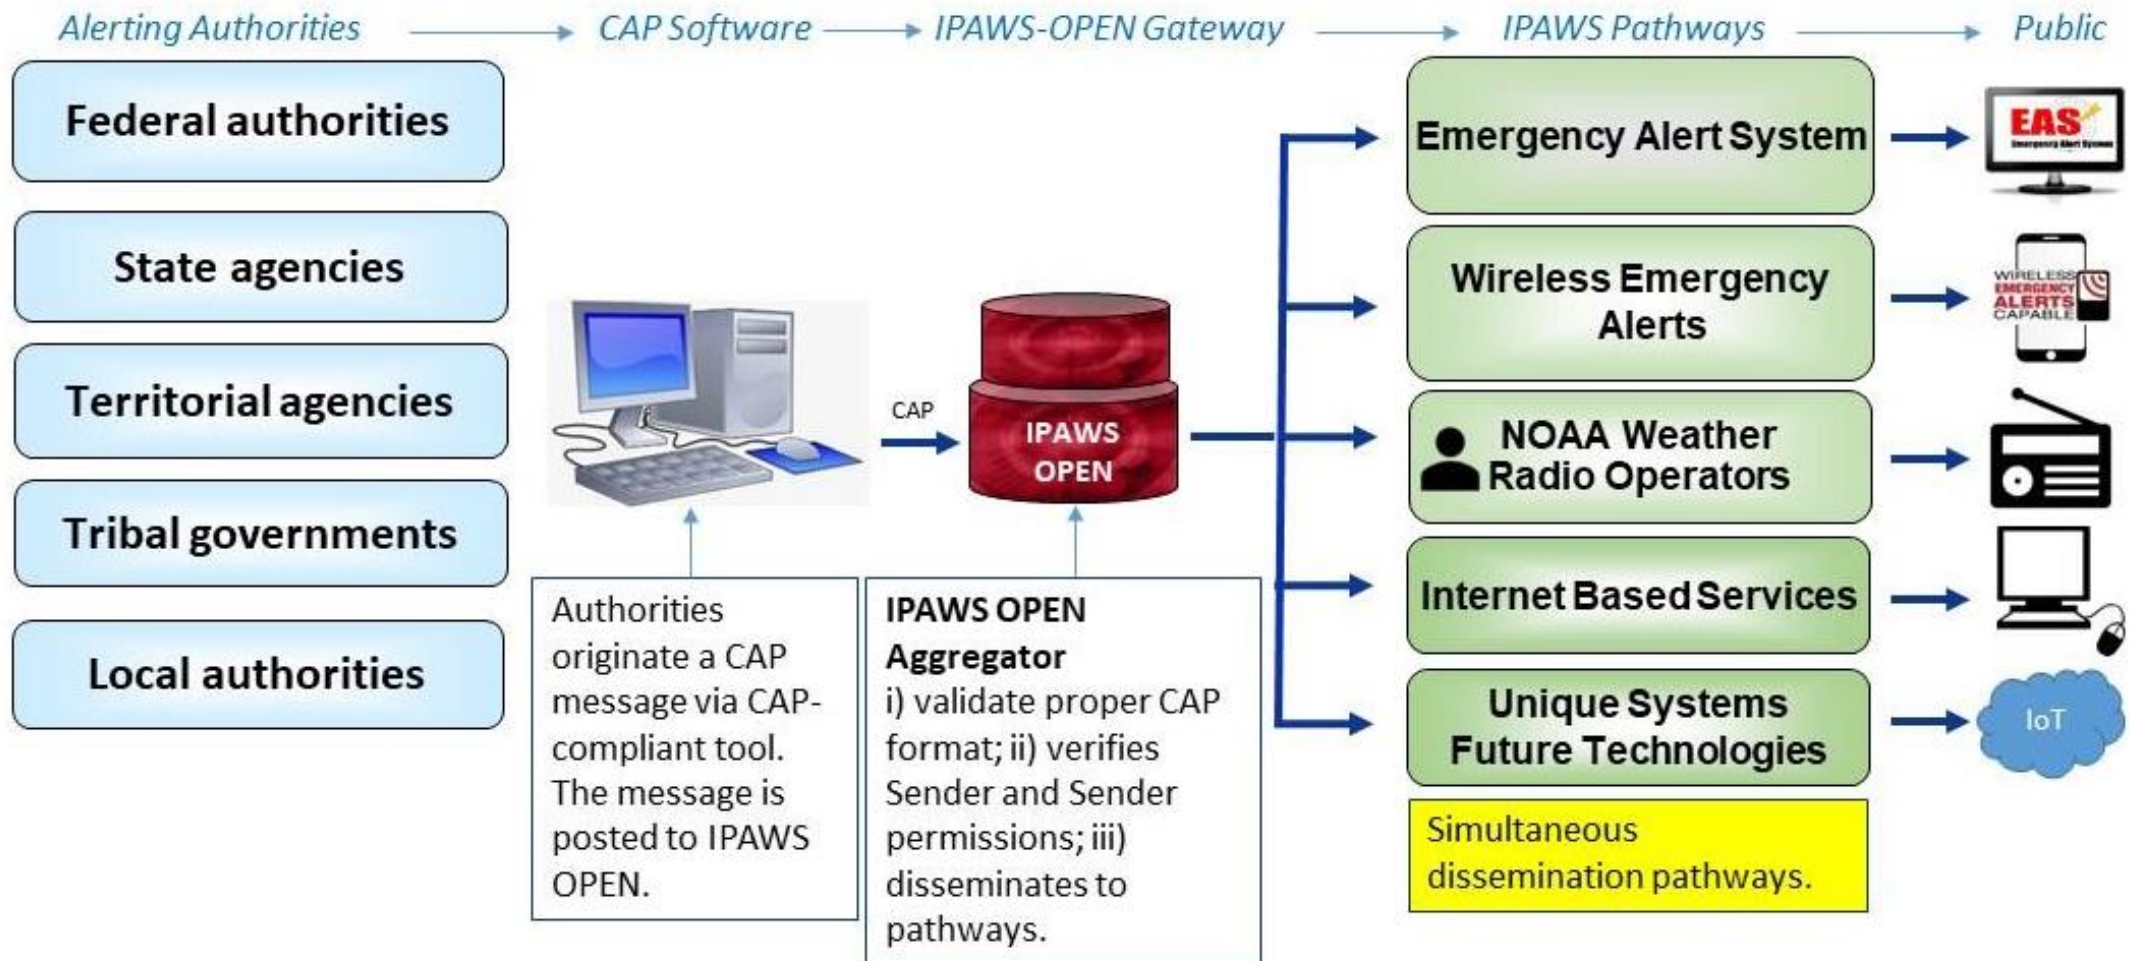 Alerting Authorities
CAP Software
IPAWS-OPEN Gateway
IPAWS Pathways
Public
Federal authorities
State agencies
Territorial agencies
Tribal governments
Local authorities
CAP
IPAWS
OPEN
Authorities
originate a CAP
message via CAP-
compliant tool.
The message is
posted to IPAWS
OPEN.
IPAWS OPEN
Aggregator
i) validate proper CAP
format; ii) verifies
Sender and Sender
permissions; iii)
disseminates to
pathways.
Emergency Alert System
Wireless Emergency
Alerts
NOAA Weather
Radio Operators
Internet Based Services
Unique Systems
Future Technologies
Simultaneous
dissemination pathways.
EAS
Emergency Alert System
WIRELESS
EMERGENCY
ALERTS
CAPABLE
IoT